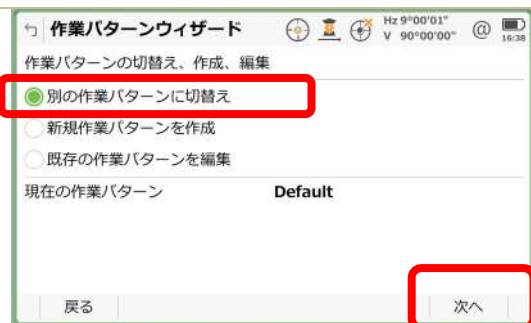 作業パターンウィザード
Hz 9°00'01"
V 90°00'00"
@
16:38
作業パターンの切替え、作成、編集
別の作業パターンに切替え
新規作業パターンを作成
既存の作業パターンを編集
現在の作業パターン Default
戻る 次へ